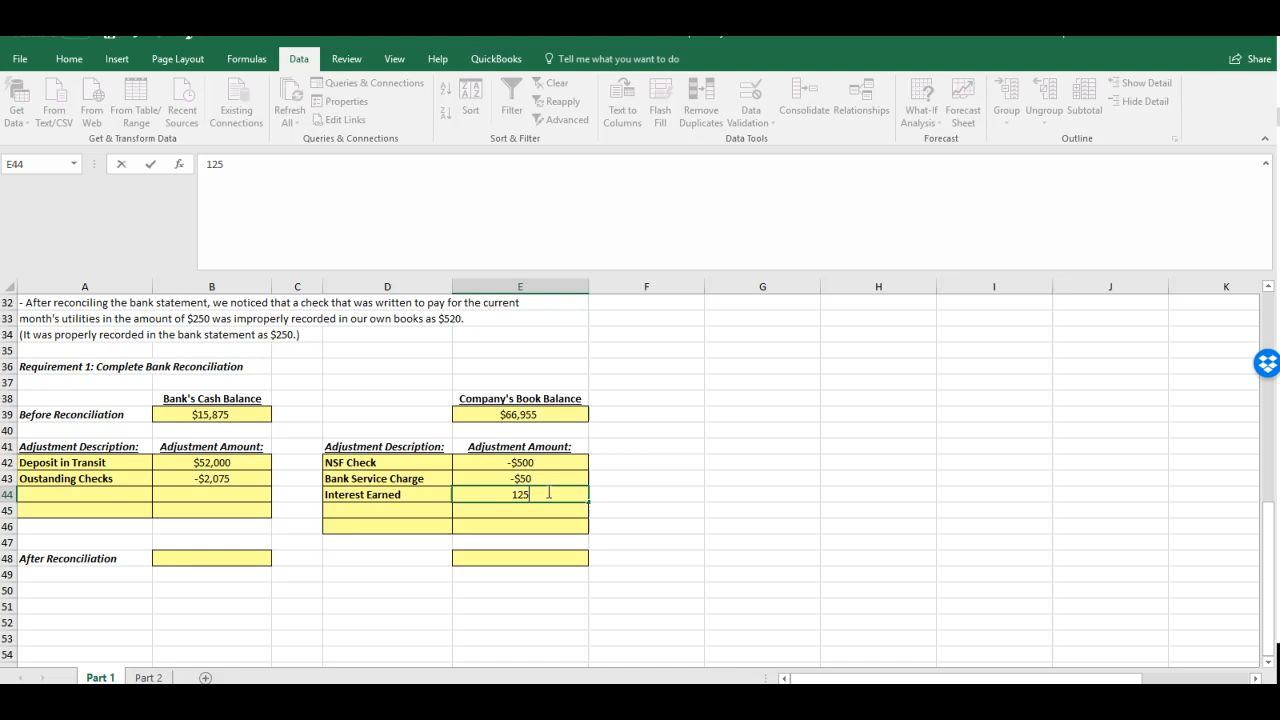 File Home Insert Page Layout Formulas Data Review View Help QuickBooks Tell me what you want to do Share
Get Data From Text/CSV From Web From Table/ Range Recent Sources Existing Connections Refresh All Queries & Connections Properties Edit Links Sort Filter Clear Reapply Advanced Text to Columns Flash Fill Remove Duplicates Data Validation Consolidate Relationships What-If Analysis Forecast Sheet Group Ungroup Subtotal Show Detail Hide Detail
Get & Transform Data Queries & Connections Sort & Filter Data Tools Forecast Outline
E44 fx 125
A B C D E F G H I J K
32 - After reconciling the bank statement, we noticed that a check that was written to pay for the current
33 month's utilities in the amount of $250 was improperly recorded in our own books as $520.
34 (It was properly recorded in the bank statement as $250.)
35
36 Requirement 1: Complete Bank Reconciliation
37
38 Bank's Cash Balance Company's Book Balance
39 Before Reconciliation $15,875 $66,955
40
41 Adjustment Description: Adjustment Amount: Adjustment Description: Adjustment Amount:
42 Deposit in Transit $52,000 NSF Check -$500
43 Oustanding Checks -$2,075 Bank Service Charge -$50
44 Interest Earned 125
45
46
47
48 After Reconciliation
49
50
51
52
53
54
Part 1 Part 2